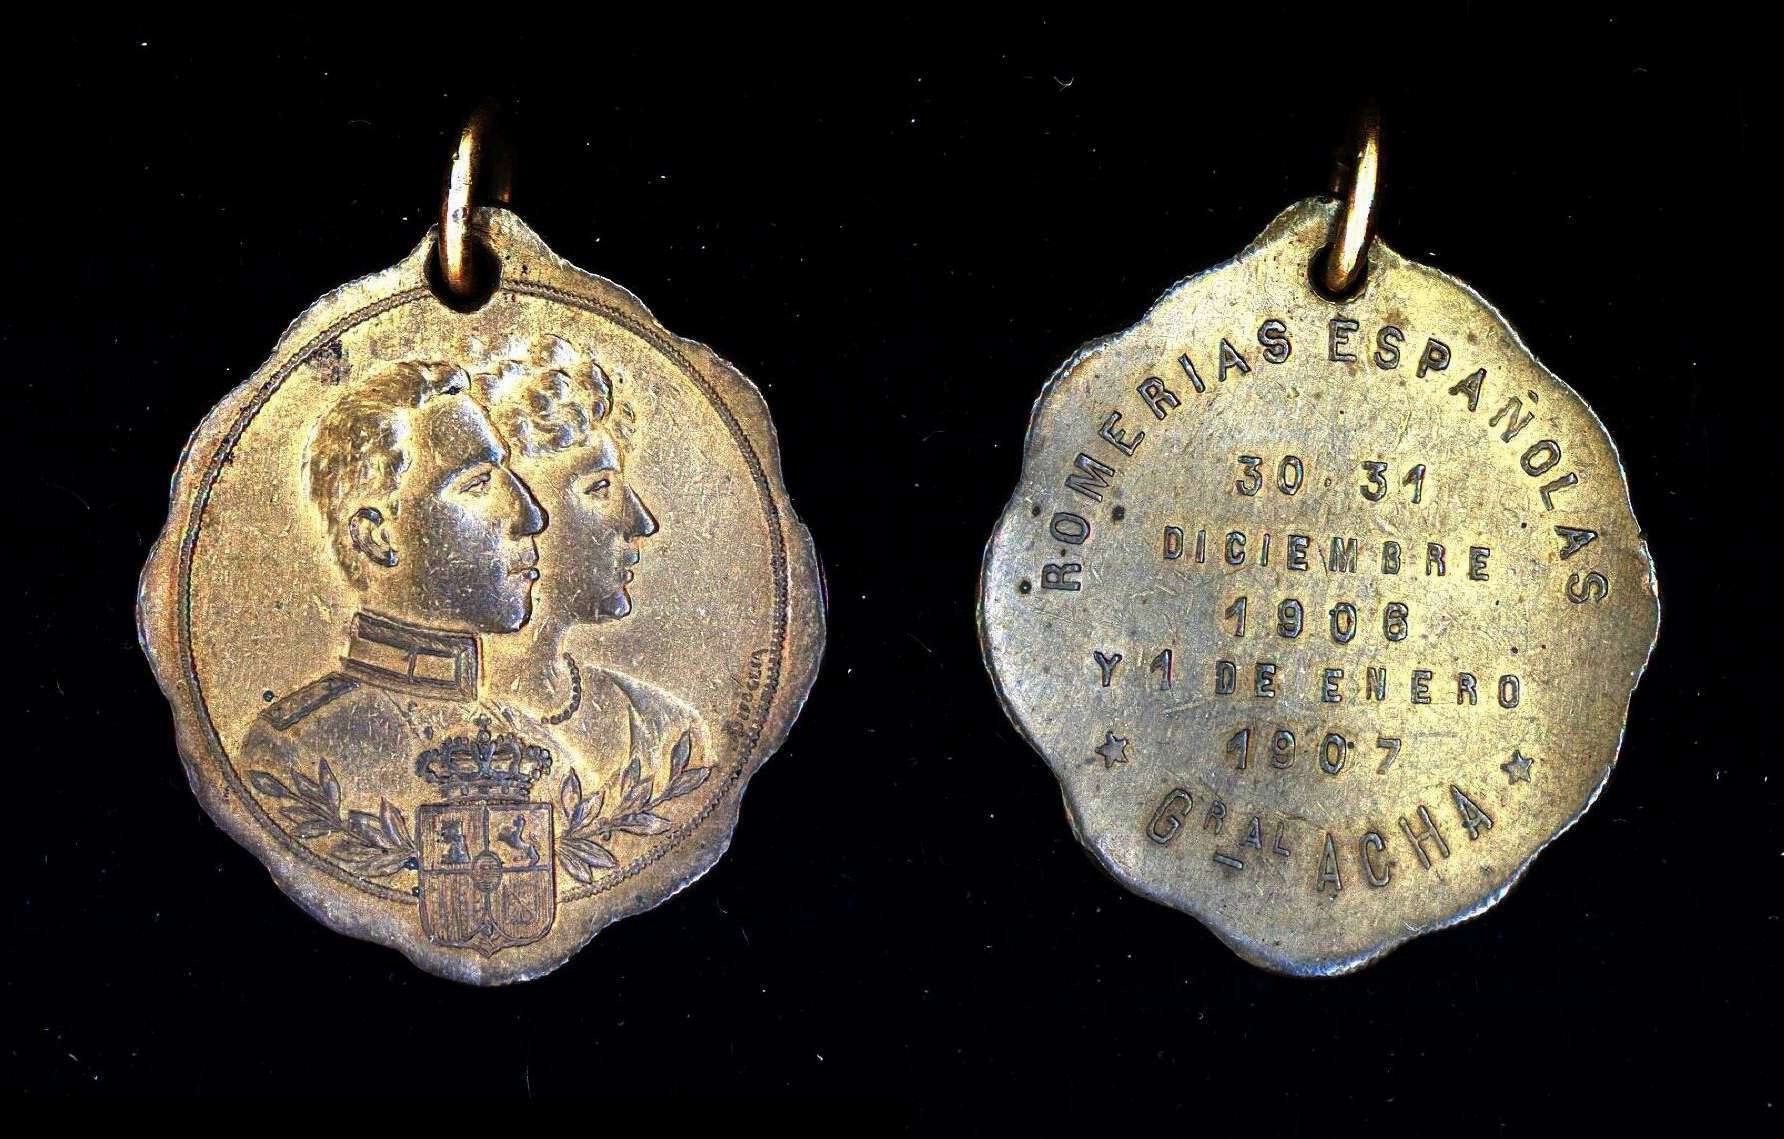 ROMERIAS ESPAÑOLAS
30.31
DICIEMBRE
1906
Y 1 DE ENERO
1907
GRAL ACHA